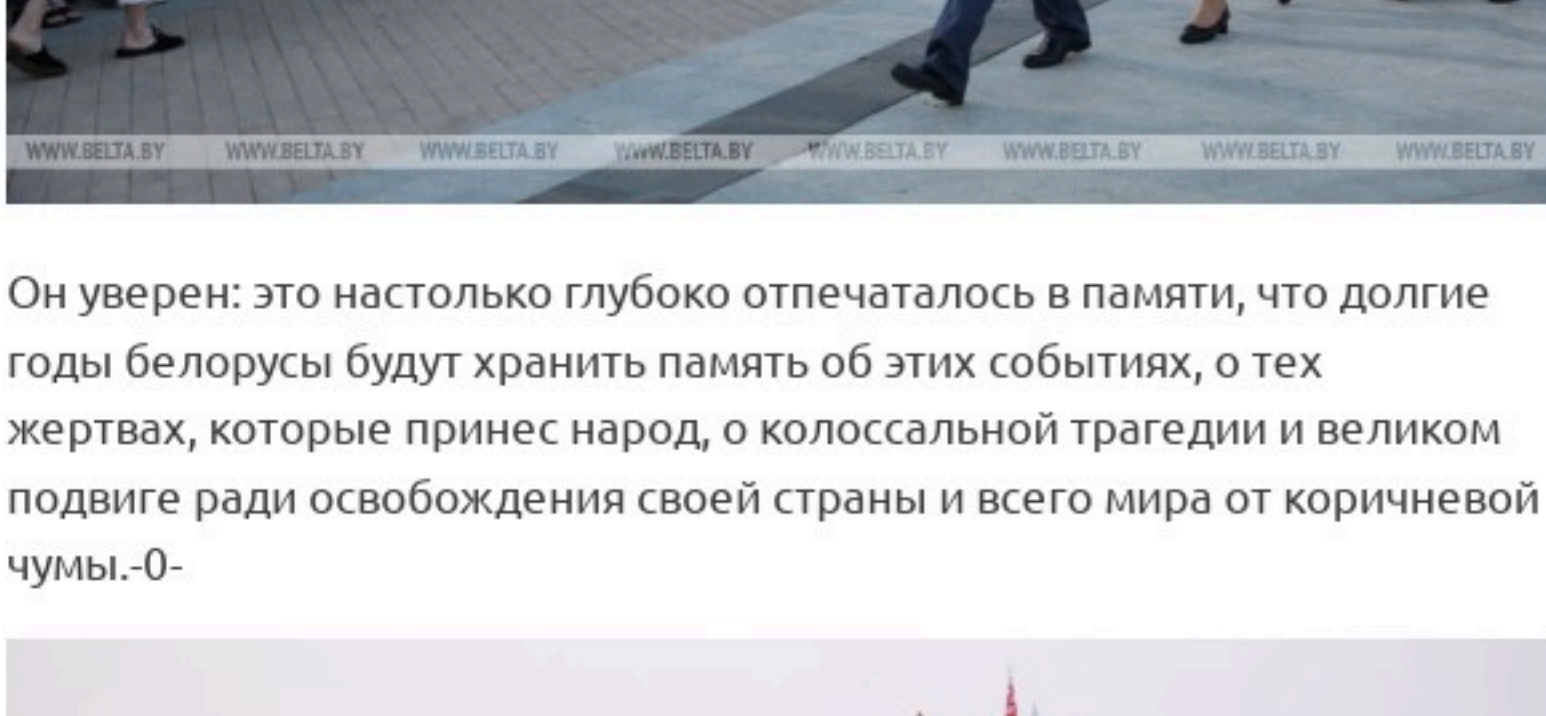 WWW.BELTA.BY WWW.BELTA.BY WWW.BELTA.BY WWW.BELTA.BY WWW.BELTA.BY WWW.BELTA.BY WWW.BELTA.BY WWW.BELTA.BY
Он уверен: это настолько глубоко отпечаталось в памяти, что долгие
годы белорусы будут хранить память об этих событиях, о тех
жертвах, которые принес народ, о колоссальной трагедии и великом
подвиге ради освобождения своей страны и всего мира от коричневой
чумы.-0-